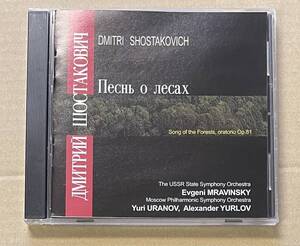 ДМИТРИЙ ШОСТАКОВИЧ
DMITRI SHOSTAKOVICH
Песнь о лесах
Song of the Forests, oratorio Op.81
The USSR State Symphony Orchestra
Evgeni MRAVINSKY
Moscow Philharmonic Symphony Orchestra
Yuri URANOV, Alexander YURLOV